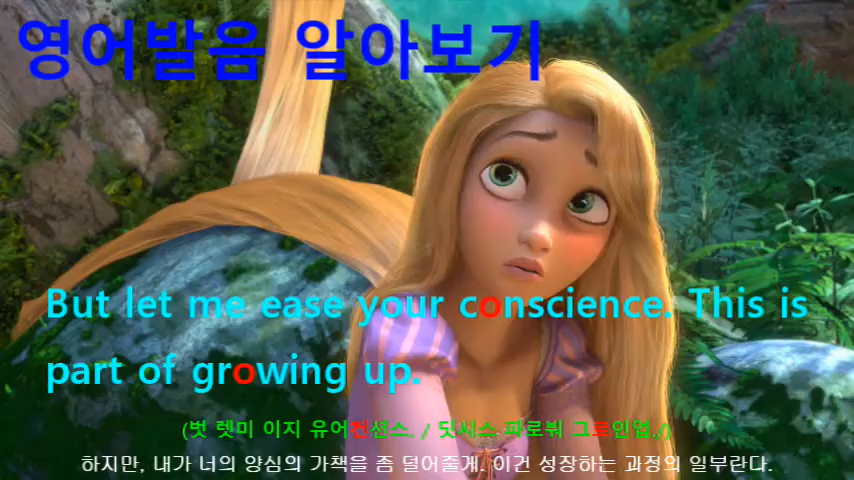 영어발음 알아보기
But let me ease your conscience. This is
part of growing up.
(벗 렛미 이지 유어컨션스. / 딧씨스 파로붜 그로인업./)
하지만, 내가 너의 양심의 가책을 좀 덜어줄게. 이건 성장하는 과정의 일부란다.